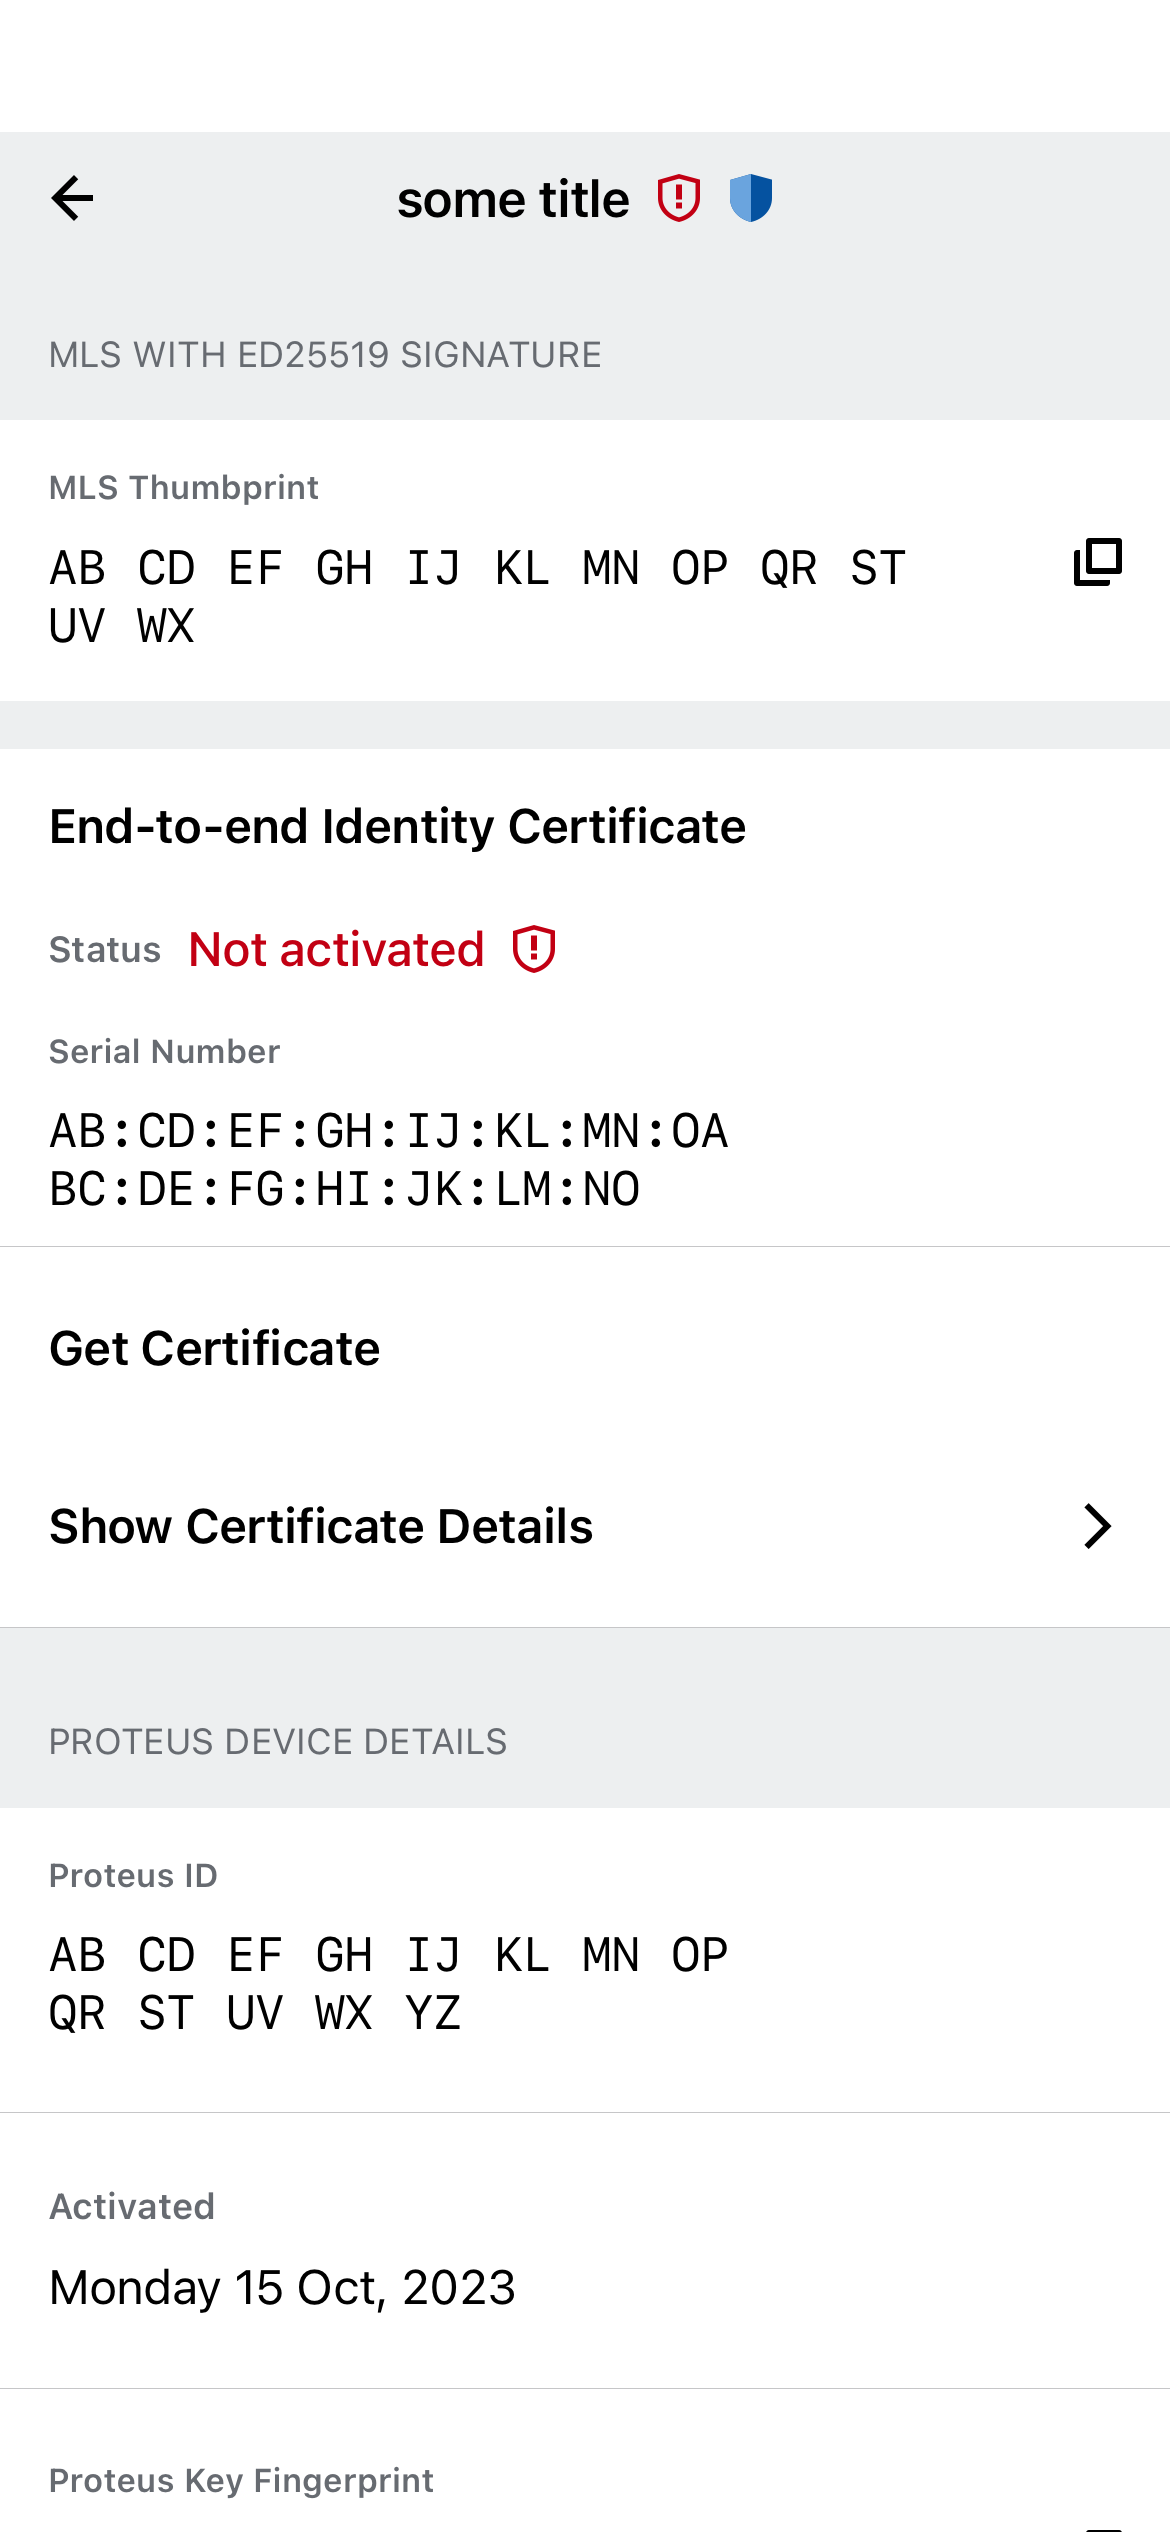 some title
MLS WITH ED25519 SIGNATURE
MLS Thumbprint
AB CD EF GH IJ KL MN OP QR ST
UV WX
End-to-end Identity Certificate
Status Not activated
Serial Number
AB:CD:EF:GH:IJ:KL:MN:OA
BC:DE:FG:HI:JK:LM:NO
Get Certificate
Show Certificate Details
PROTEUS DEVICE DETAILS
Proteus ID
AB CD EF GH IJ KL MN OP
QR ST UV WX YZ
Activated
Monday 15 Oct, 2023
Proteus Key Fingerprint